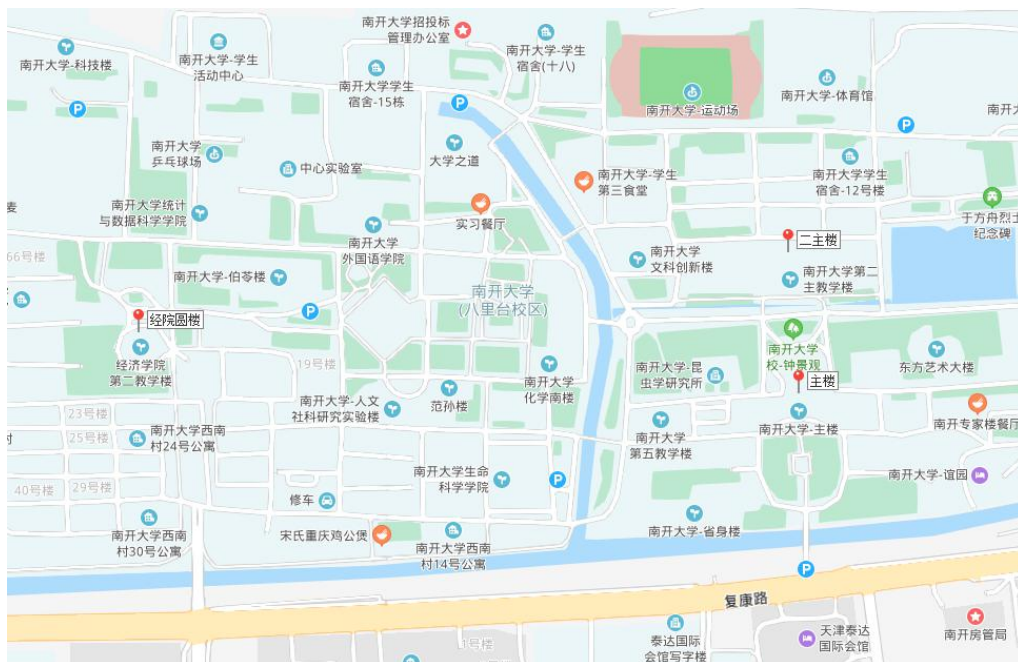 南开大学招投标
管理办公室
南开大学-学生
活动中心
南开大学-科技楼
南开大学学生
宿舍-15栋
南开大学-学生
宿舍(十八)
P
P
南开大学-运动场
南开大学-体育馆
P
南开大
南开大学
乒乓球场
中心实验室
大学之道
南开大学-学生
第三食堂
南开大学学生
宿舍-12号楼
麦
南开大学统计
与数据科学学院
实习餐厅
于方舟烈士
纪念碑
南开大学
外国语学院
二主楼
66号楼
南开大学-伯苓楼
南开大学
文科创新楼
南开大学第二
主教学楼
南开大学
(八里台校区)
P
经院圆楼
经济学院
第二教学楼
19号楼
南开大学
校-钟景观
东方艺术大楼
南开大学-昆
虫学研究所
主楼
南开大学
化学南楼
范孙楼
南开大学-人文
社科研究实验楼
23号楼
南开专家楼餐厅
南开大学-主楼
南开大学
第五教学楼
村
25号楼
南开大学西南
村24号公寓
南开大学生命
科学学院
P
南开大学-谊园
40号楼
29号楼
修车
南开大学西南
村30号公寓
宋氏重庆鸡公煲
南开大学西南
村14号公寓
南开大学-省身楼
P
复康路
1号楼
泰达国际
会馆写字楼
天津泰达
国际会馆
南开房管局